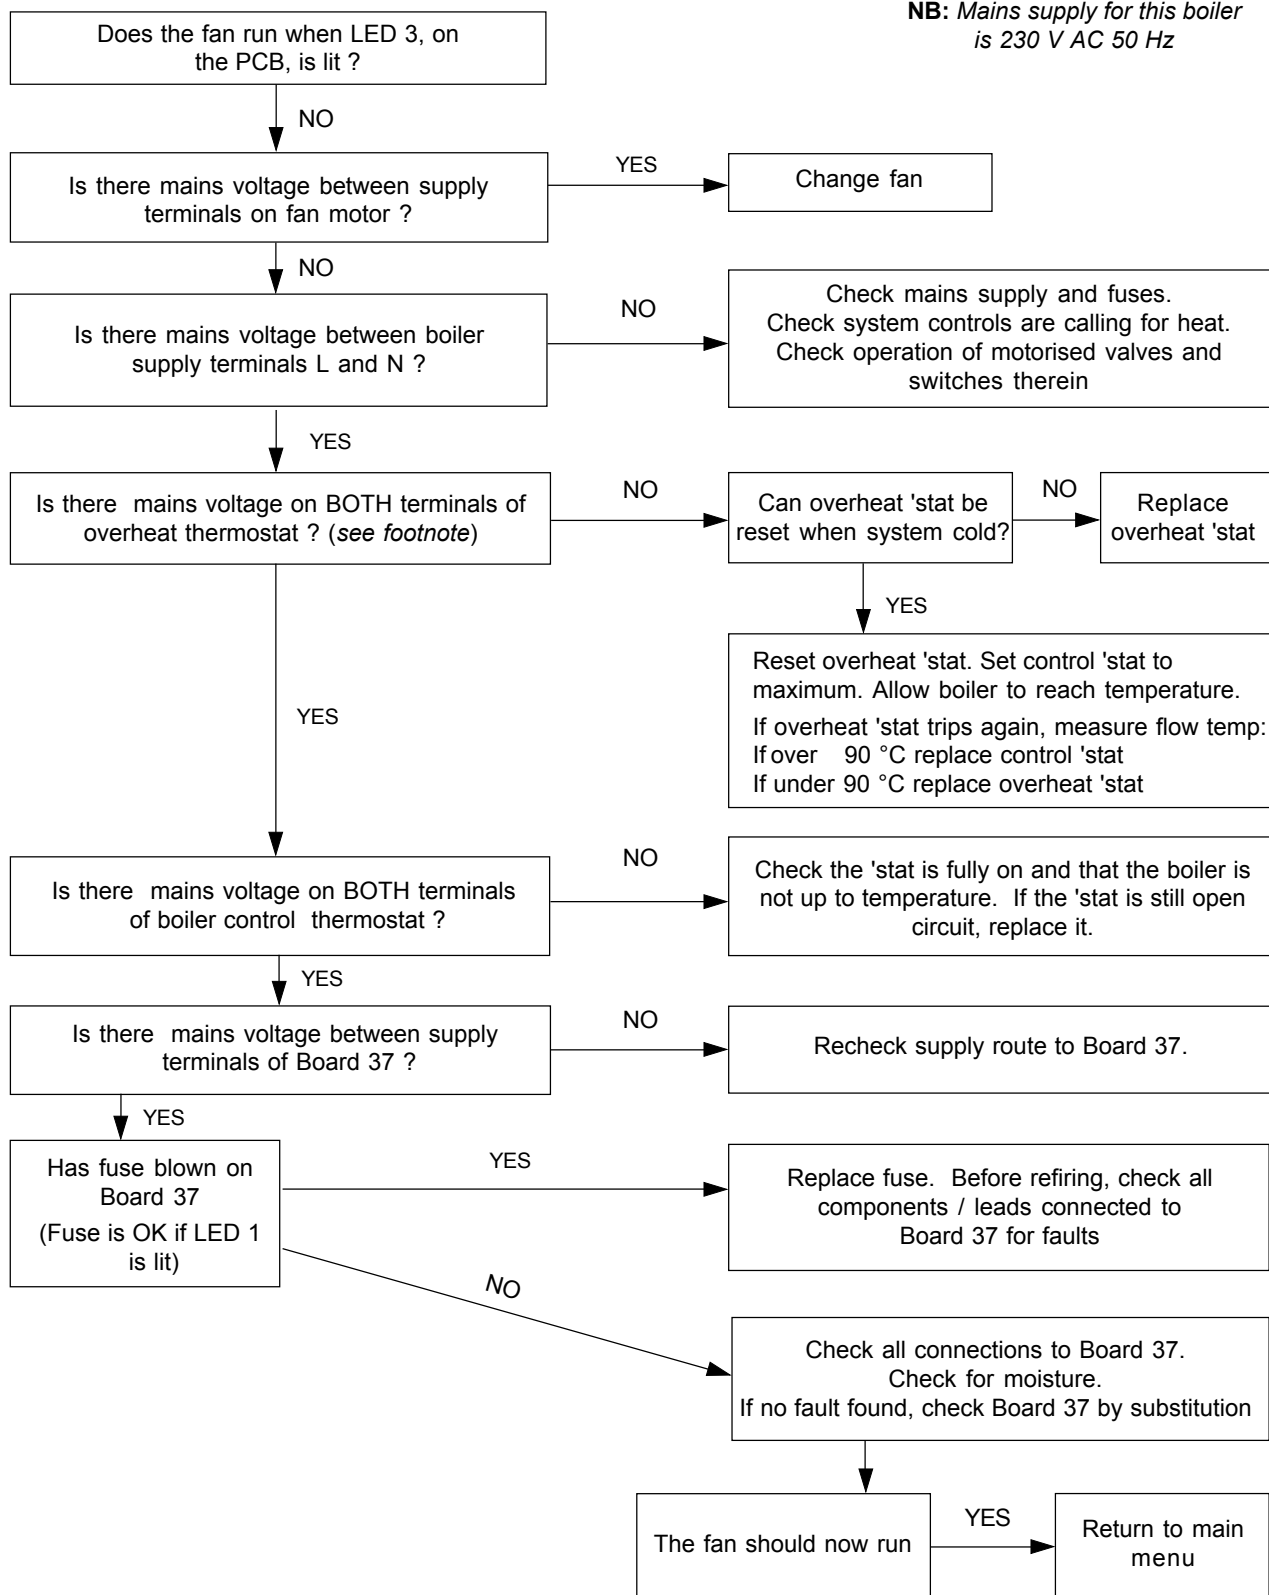 NB: Mains supply for this boiler
is 230 V AC 50 Hz
Does the fan run when LED 3, on
the PCB, is lit ?
NO
Is there mains voltage between supply
terminals on fan motor ?
YES
Change fan
NO
Is there mains voltage between boiler
supply terminals L and N ?
NO
Check mains supply and fuses.
Check system controls are calling for heat.
Check operation of motorised valves and
switches therein
YES
Is there mains voltage on BOTH terminals of
overheat thermostat ? (see footnote)
NO
Can overheat 'stat be
reset when system cold?
NO
Replace
overheat 'stat
YES
Reset overheat 'stat. Set control 'stat to
maximum. Allow boiler to reach temperature.
If overheat 'stat trips again, measure flow temp:
If over 90 °C replace control 'stat
If under 90 °C replace overheat 'stat
YES
Is there mains voltage on BOTH terminals
of boiler control thermostat ?
NO
Check the 'stat is fully on and that the boiler is
not up to temperature. If the 'stat is still open
circuit, replace it.
YES
Is there mains voltage between supply
terminals of Board 37 ?
NO
Recheck supply route to Board 37.
YES
Has fuse blown on
Board 37
(Fuse is OK if LED 1
is lit)
YES
Replace fuse. Before refiring, check all
components / leads connected to
Board 37 for faults
NO
Check all connections to Board 37.
Check for moisture.
If no fault found, check Board 37 by substitution
The fan should now run
YES
Return to main
menu